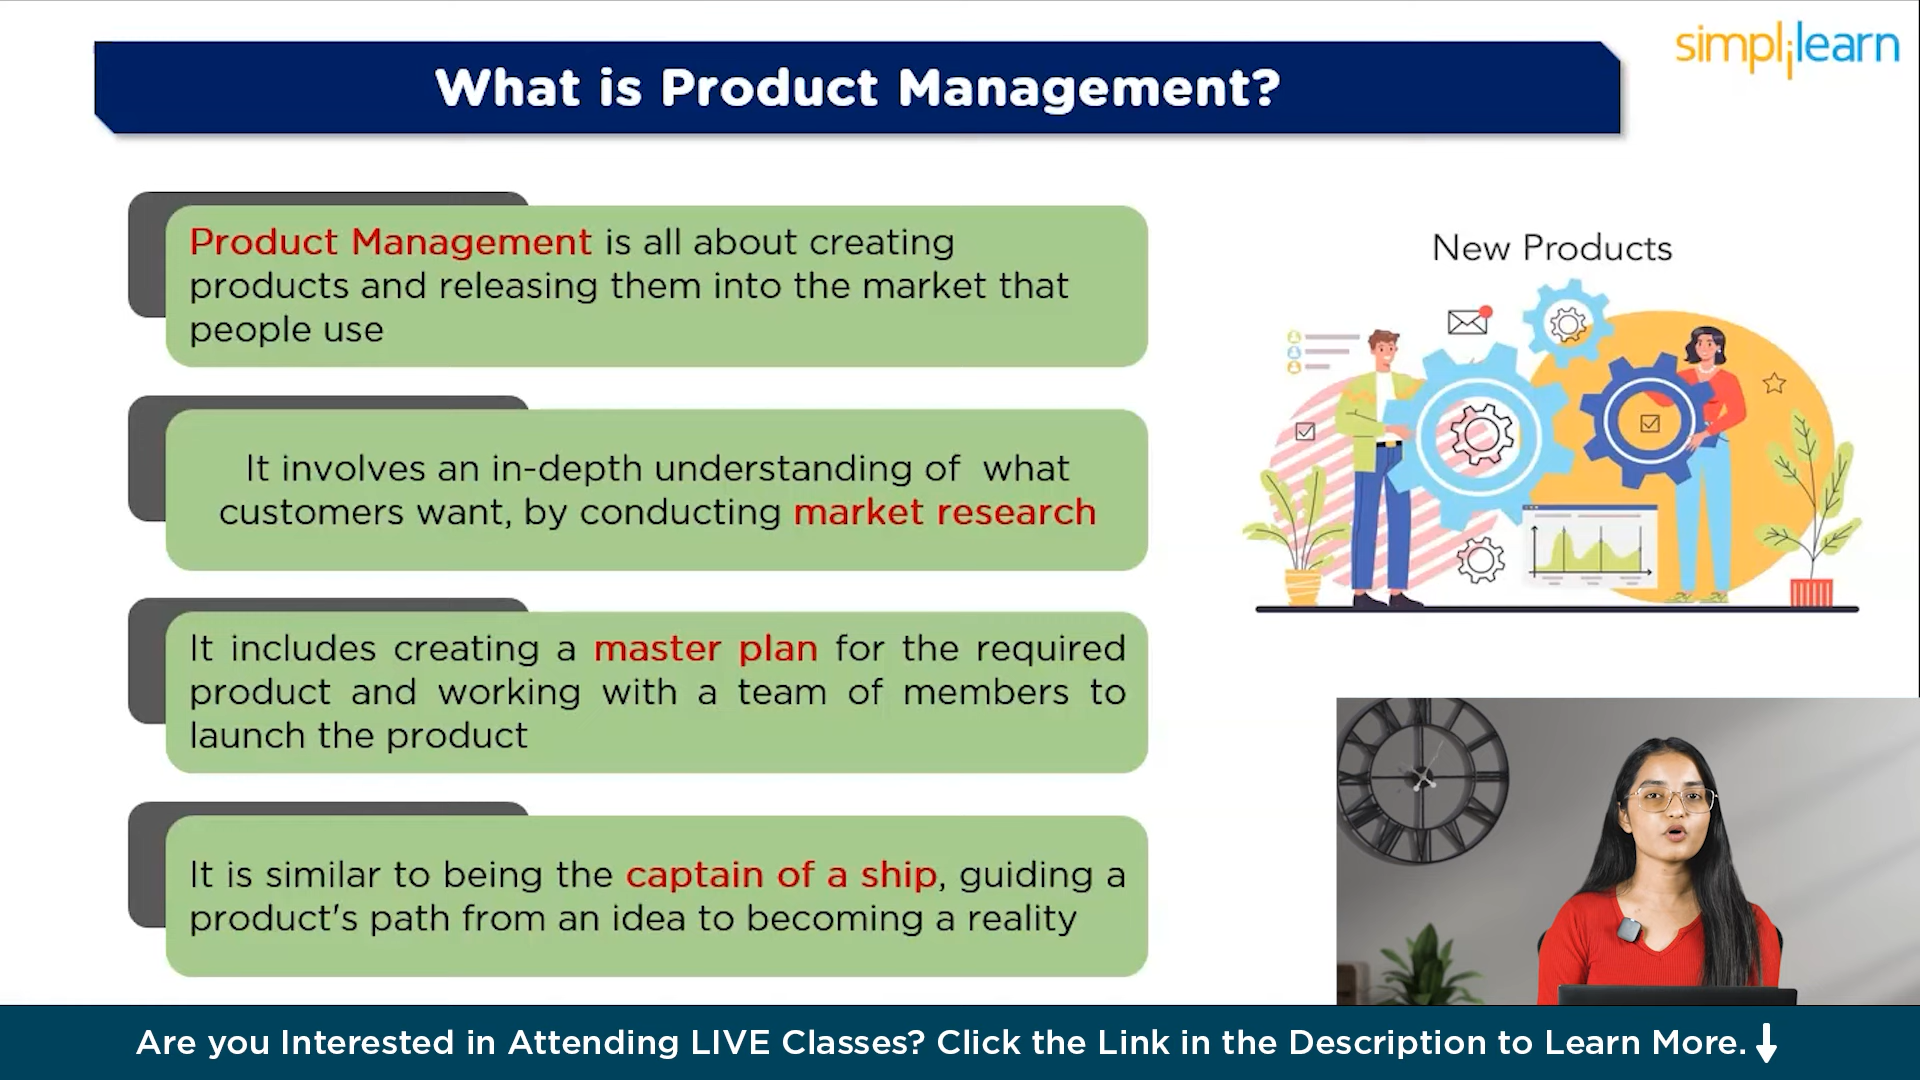 simplilearn
What is Product Management?
Product Management is all about creating
products and releasing them into the market that
people use
It involves an in-depth understanding of what
customers want, by conducting market research
It includes creating a master plan for the required
product and working with a team of members to
launch the product
It is similar to being the captain of a ship, guiding a
product's path from an idea to becoming a reality
New Products
Are you Interested in Attending LIVE Classes? Click the Link in the Description to Learn More.